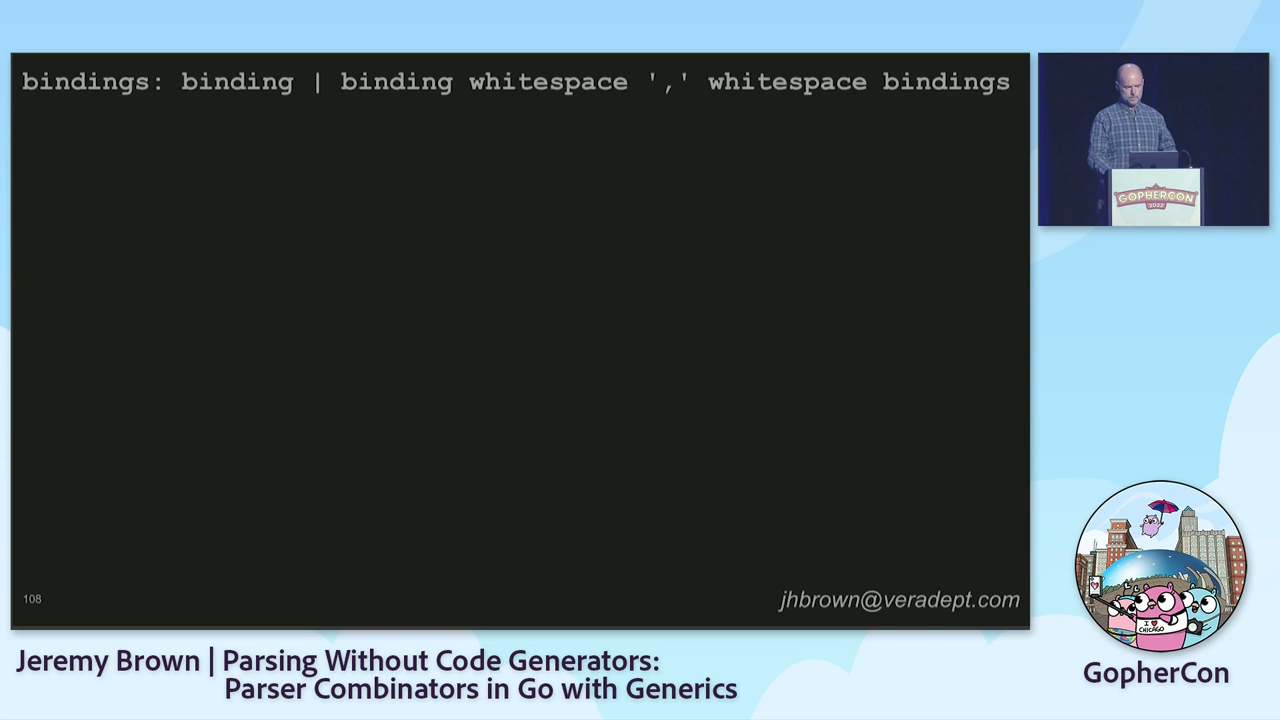 bindings: binding | binding whitespace ',' whitespace bindings
GOPHERCON
2022
108
jhbrown@veradept.com
I ♥
CHICAGO
Jeremy Brown | Parsing Without Code Generators:
Parser Combinators in Go with Generics
GopherCon